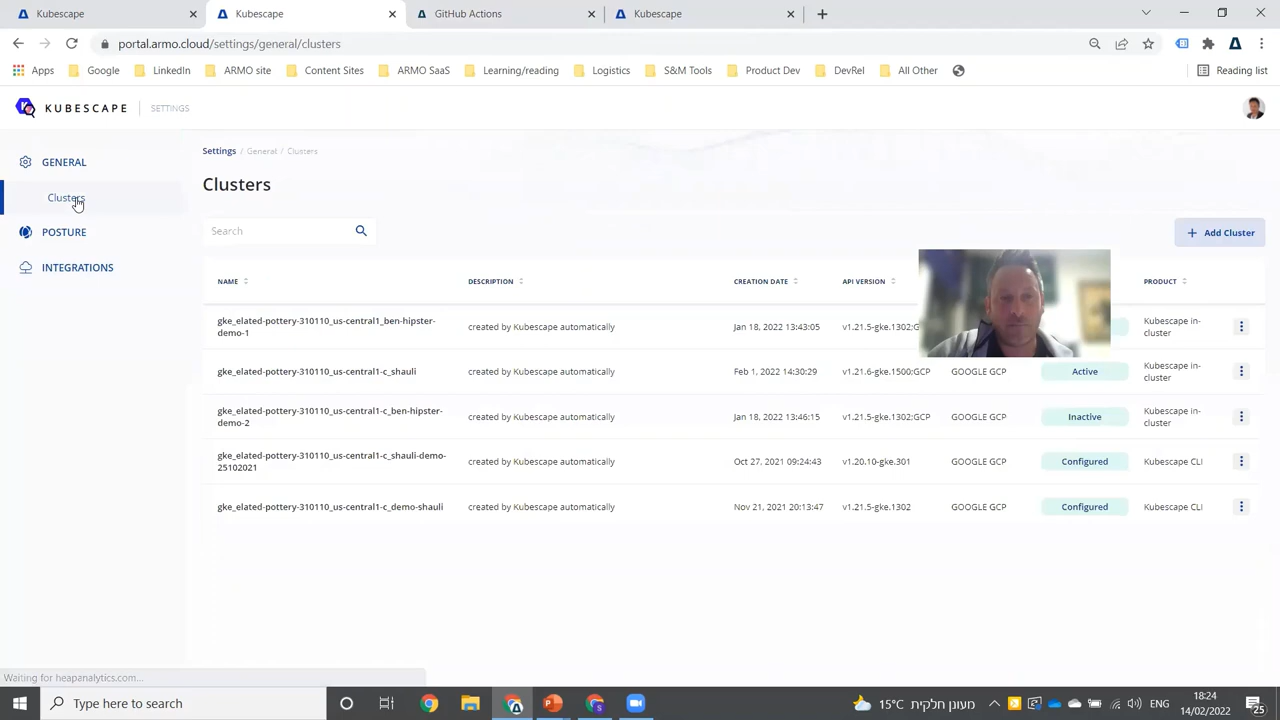 Kubescape
Kubescape
GitHub Actions
Kubescape
portal.armo.cloud/settings/general/clusters
Apps
Google
LinkedIn
ARMO site
Content Sites
ARMO SaaS
Learning/reading
Logistics
S&M Tools
Product Dev
DevRel
All Other
Reading list
KUBESCAPE
SETTINGS
GENERAL
Clusters
POSTURE
INTEGRATIONS
Settings / General / Clusters
Clusters
Search
+ Add Cluster
NAME DESCRIPTION CREATION DATE API VERSION PRODUCT
gke_elated-pottery-310110_us-central1_ben-hipster-
demo-1
created by Kubescape automatically
Jan 18, 2022 13:43:05
v1.21.5-gke.1302;G
Kubescape in-
cluster
gke_elated-pottery-310110_us-central1-c_shauli
created by Kubescape automatically
Feb 1, 2022 14:30:29
v1.21.6-gke.1500;GCP
GOOGLE GCP
Active
Kubescape in-
cluster
gke_elated-pottery-310110_us-central1-c_ben-hipster-
demo-2
created by Kubescape automatically
Jan 18, 2022 13:46:15
v1.21.5-gke.1302;GCP
GOOGLE GCP
Inactive
Kubescape in-
cluster
gke_elated-pottery-310110_us-central1-c_shauli-demo-
25102021
created by Kubescape automatically
Oct 27, 2021 09:24:43
v1.20.10-gke.301
GOOGLE GCP
Configured
Kubescape CLI
gke_elated-pottery-310110_us-central1-c_demo-shauli
created by Kubescape automatically
Nov 21, 2021 20:13:47
v1.21.5-gke.1302
GOOGLE GCP
Configured
Kubescape CLI
Waiting for heapanalytics.com...
Type here to search
15°C מעונן חלקית
ENG
18:24
14/02/2022
25